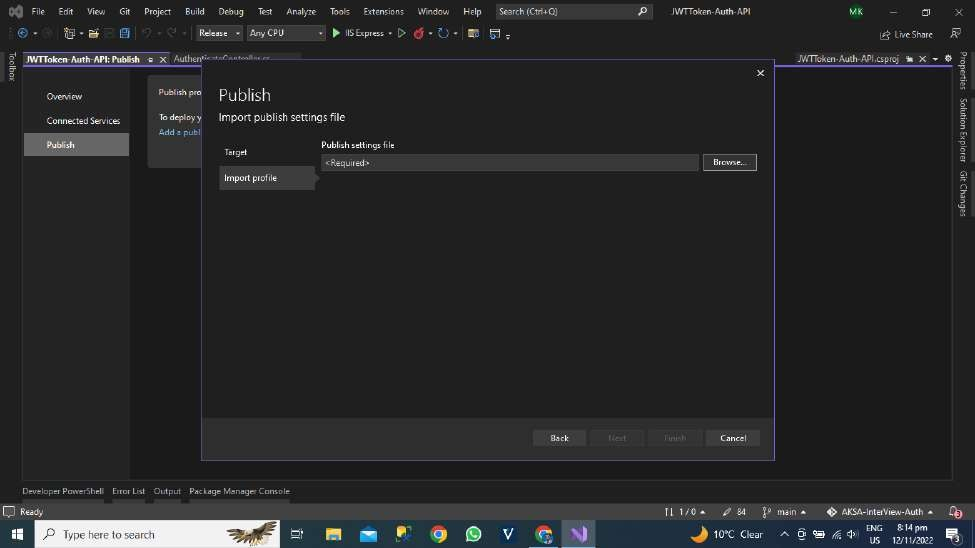 File Edit View Git Project Build Debug Test Analyze Tools Extensions Window Help Search (Ctrl+Q) JWTToken-Auth-API MK
Release Any CPU IIS Express Live Share
JWTToken-Auth-API: Publish AuthenticateController.cs JWTToken-Auth-API.csproj
Toolbox
Properties
Solution Explorer
Git Changes
Overview
Connected Services
Publish
Publish pro
To deploy y
Add a publ
Publish
Import publish settings file
Target
Import profile
Publish settings file
<Required> Browse...
Back Next Finish Cancel
Developer PowerShell Error List Output Package Manager Console
Ready 1 / 0 84 main AKSA-InterView-Auth 3
Type here to search 10°C Clear ENG US 8:14 pm 12/11/2022 3